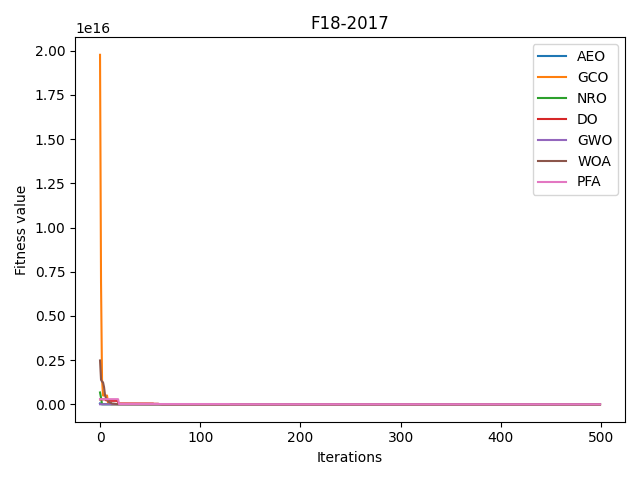 F18-2017
1e16
2.00
1.75
1.50
1.25
1.00
0.75
0.50
0.25
0.00
Fitness value
0
100
200
300
400
500
Iterations
AEO
GCO
NRO
DO
GWO
WOA
PFA